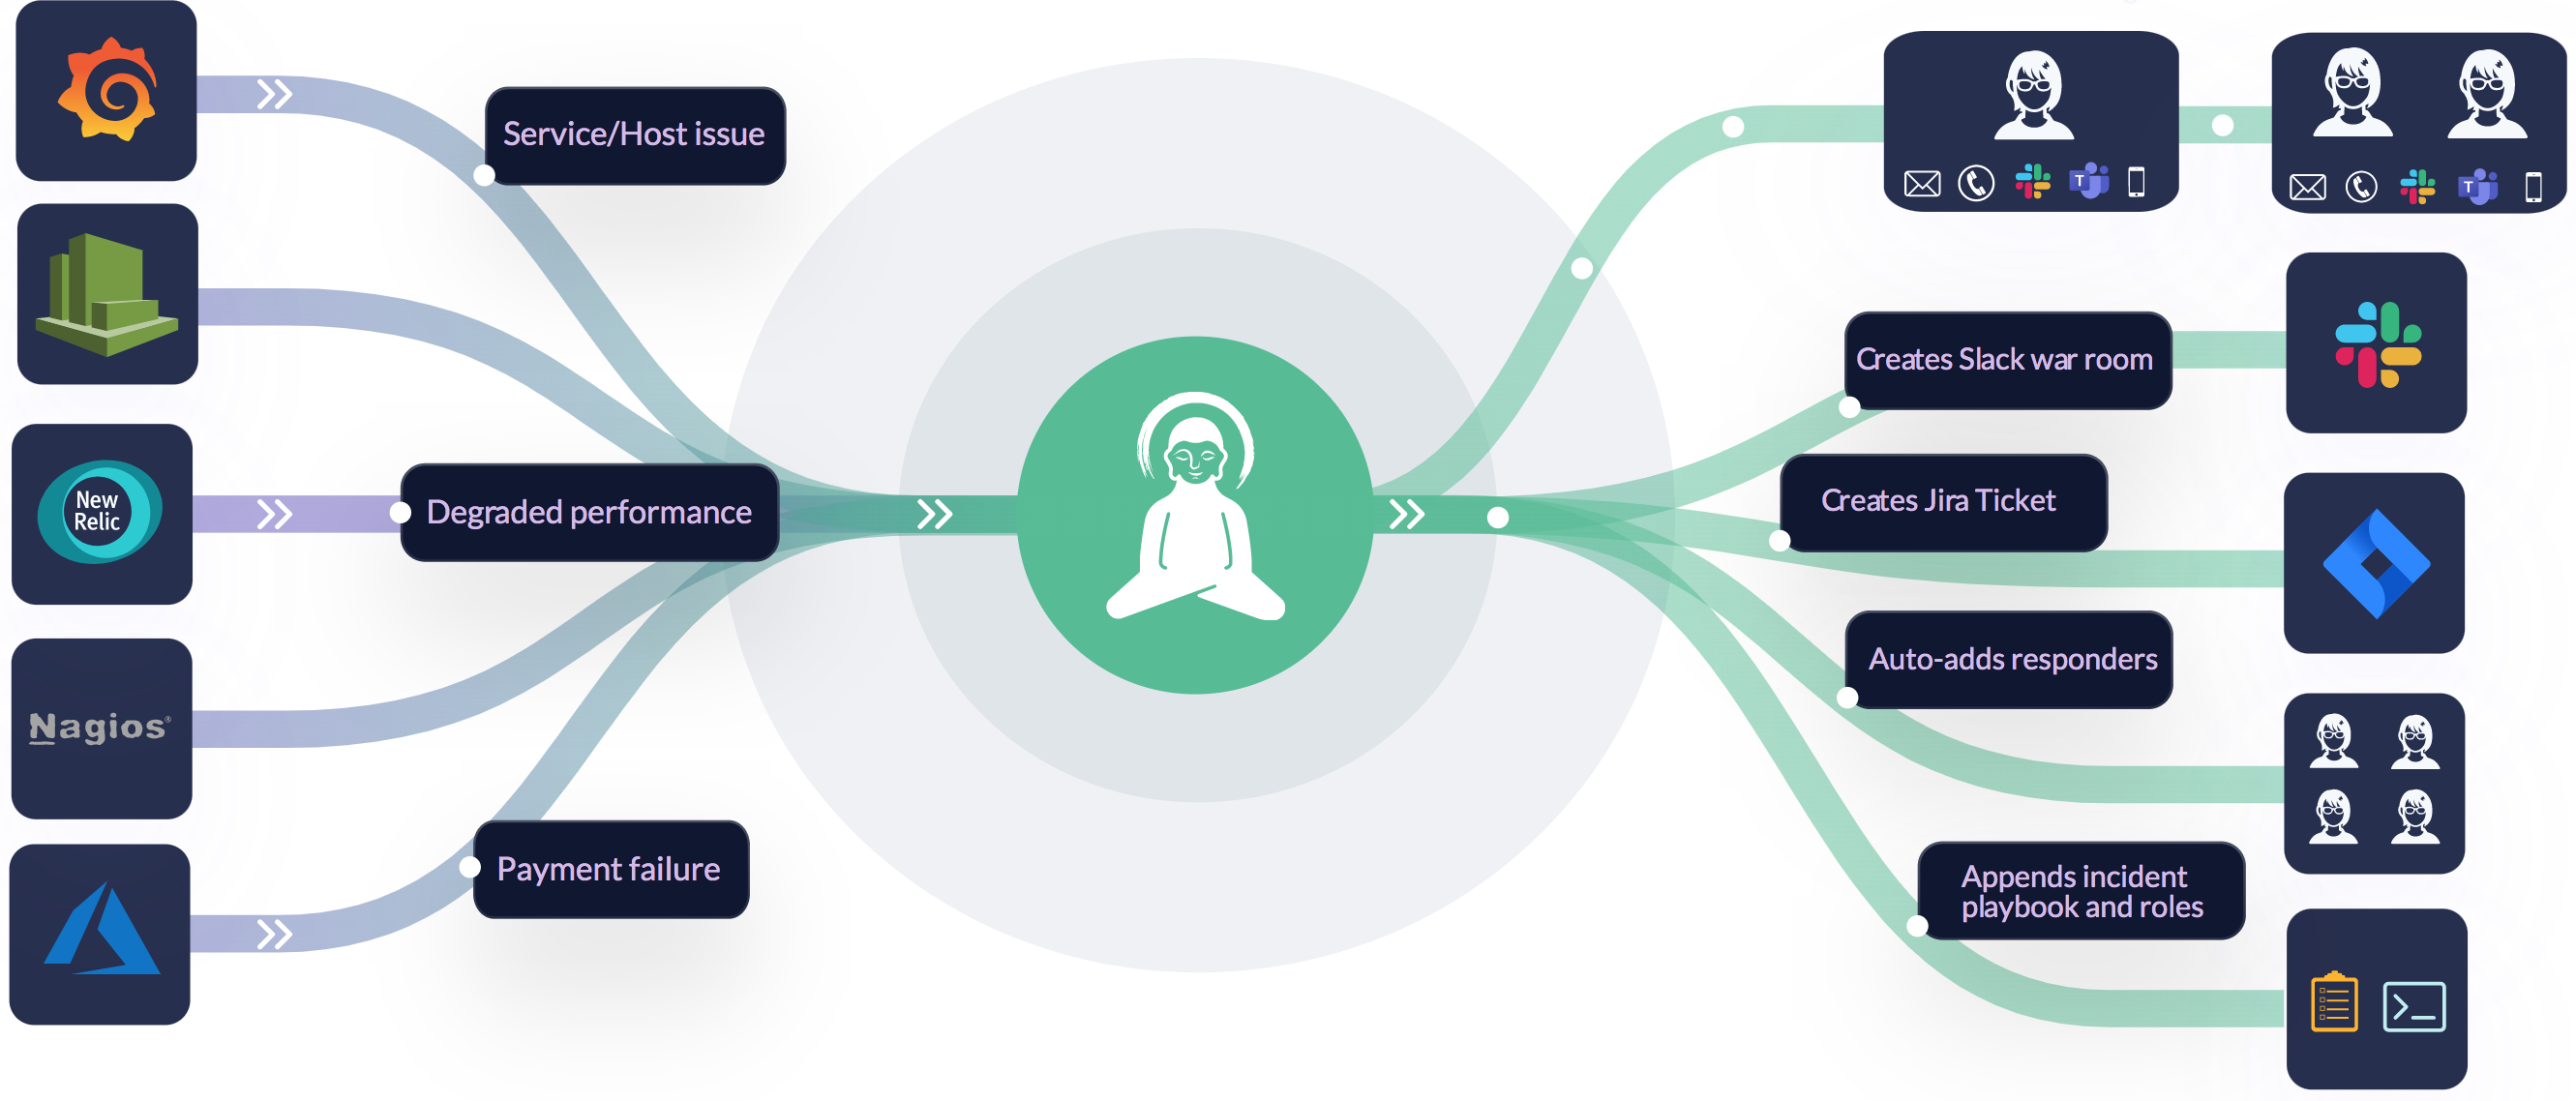 Service/Host issue
New
Relic
Degraded performance
Nagios®
Payment failure
T
T
Creates Slack war room
Creates Jira Ticket
Auto-adds responders
Appends incident
playbook and roles